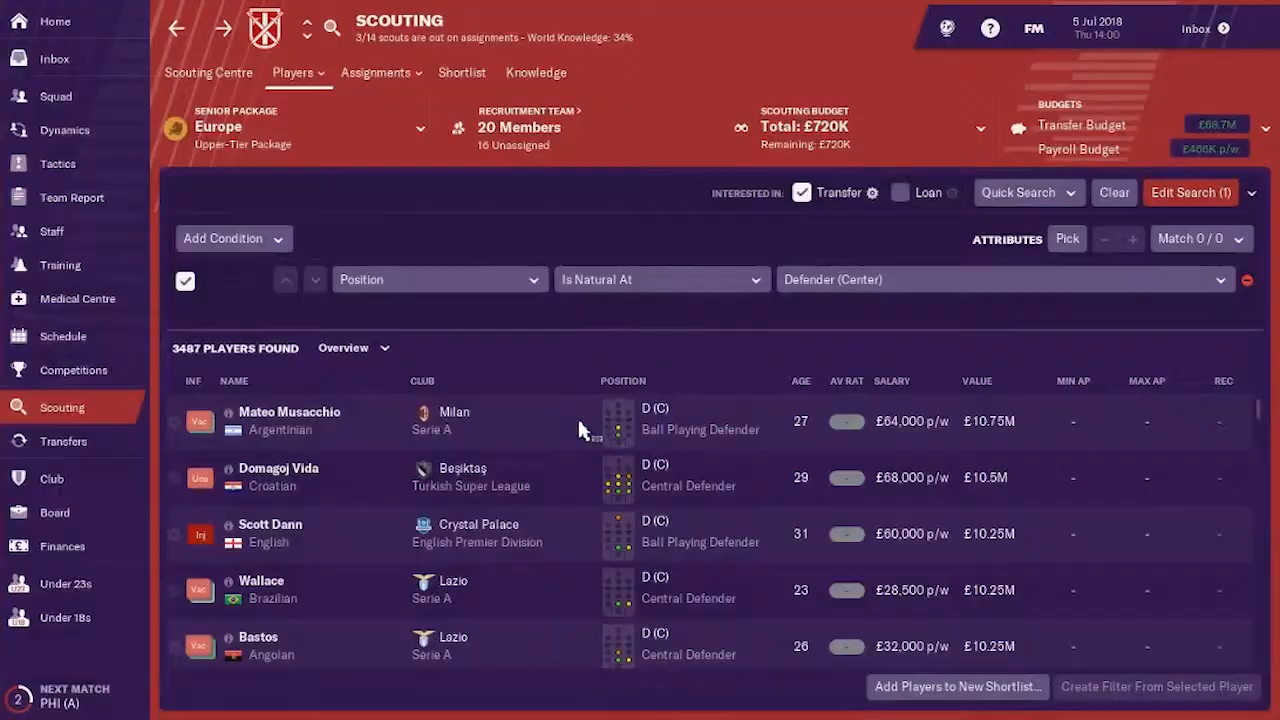 Home
Inbox
Squad
Dynamics
Tactics
Team Report
Staff
Training
Medical Centre
Schedule
Competitions
Scouting
Transfers
Club
Board
Finances
Under 23s
Under 18s
2
NEXT MATCH
PHI (A)
SCOUTING
3/14 scouts are out on assignments - World Knowledge: 34%
? FM
5 Jul 2018
Thu 14:00
Inbox
Scouting Centre Players Assignments Shortlist Knowledge
SENIOR PACKAGE
Europe
Upper-Tier Package
RECRUITMENT TEAM >
20 Members
16 Unassigned
SCOUTING BUDGET
Total: £720K
Remaining: £720K
BUDGETS
Transfer Budget £68.7M
Payroll Budget £466K p/w
INTERESTED IN: Transfer Loan Quick Search Clear Edit Search (1)
Add Condition ATTRIBUTES Pick - + Match 0 / 0
Position Is Natural At Defender (Center)
3487 PLAYERS FOUND Overview
INF NAME CLUB POSITION AGE AV RAT SALARY VALUE MIN AP MAX AP REC
Vac Mateo Musacchio Milan D (C) 27 - £64,000 p/w £10.75M - - -
Argentinian Serie A Ball Playing Defender
Una Domagoj Vida Beşiktaş D (C) 29 - £68,000 p/w £10.5M - - -
Croatian Turkish Super League Central Defender
Inj Scott Dann Crystal Palace D (C) 31 - £60,000 p/w £10.25M - - -
English English Premier Division Ball Playing Defender
Vac Wallace Lazio D (C) 23 - £28,500 p/w £10.25M - - -
Brazilian Serie A Central Defender
Vac Bastos Lazio D (C) 26 - £32,000 p/w £10.25M - - -
Angolan Serie A Central Defender
Add Players to New Shortlist... Create Filter From Selected Player